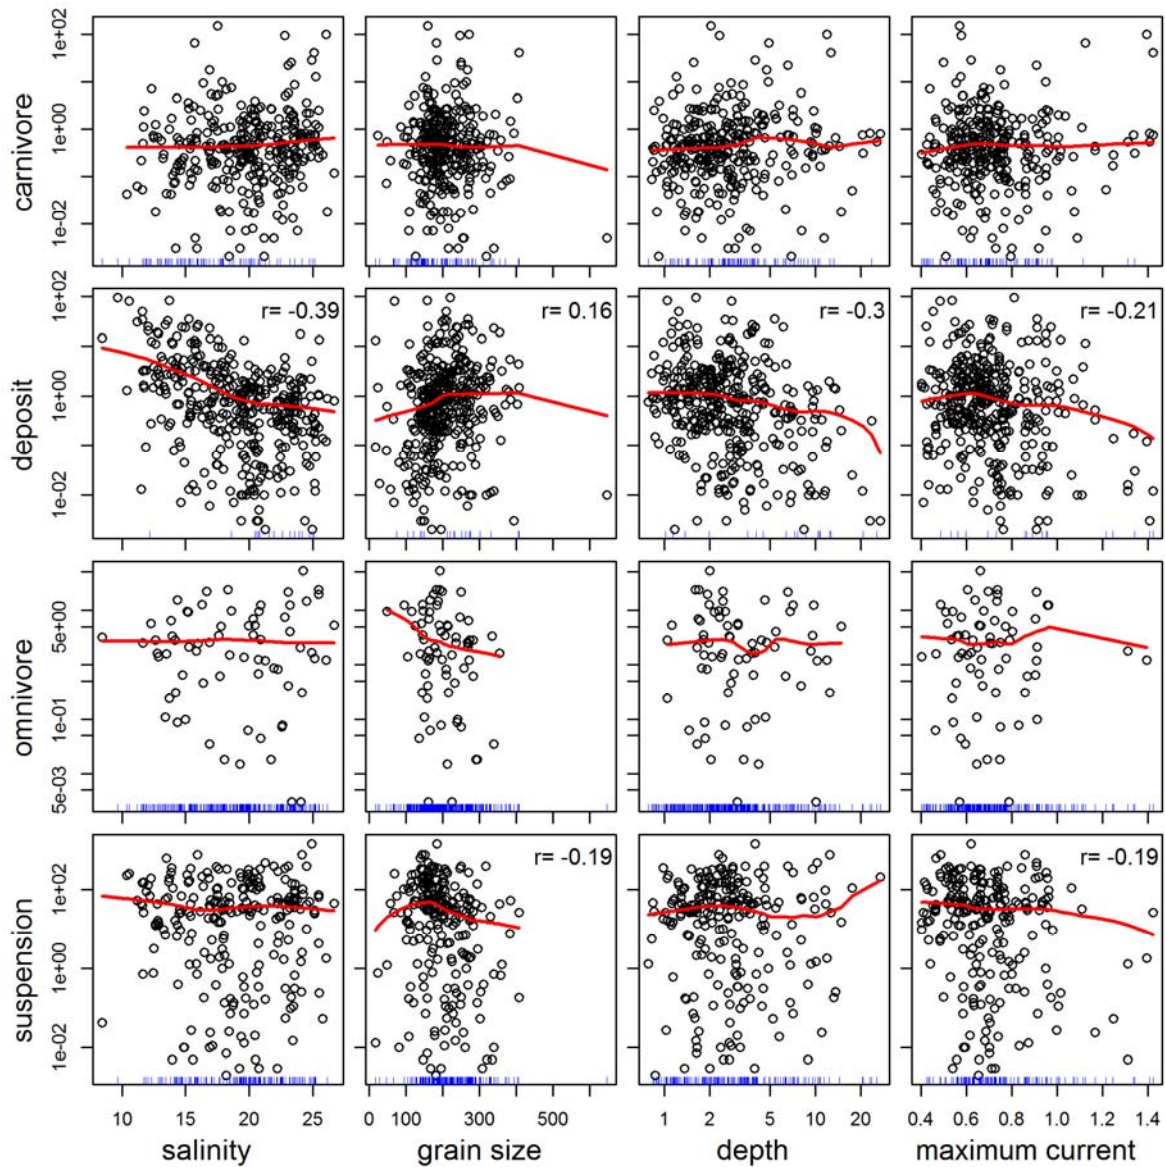 carnivore
1e-02 1e+00 1e+02
deposit
1e-02 1e+00 1e+02
r= -0.39
r= 0.16
r= -0.3
r= -0.21
omnivore
5e-03 1e-01 5e+00
suspension
1e-02 1e+00 1e+02
r= -0.19
r= -0.19
10 15 20 25
0 100 300 500
1 2 5 10 20
0.4 0.6 0.8 1.0 1.2 1.4
salinity
grain size
depth
maximum current